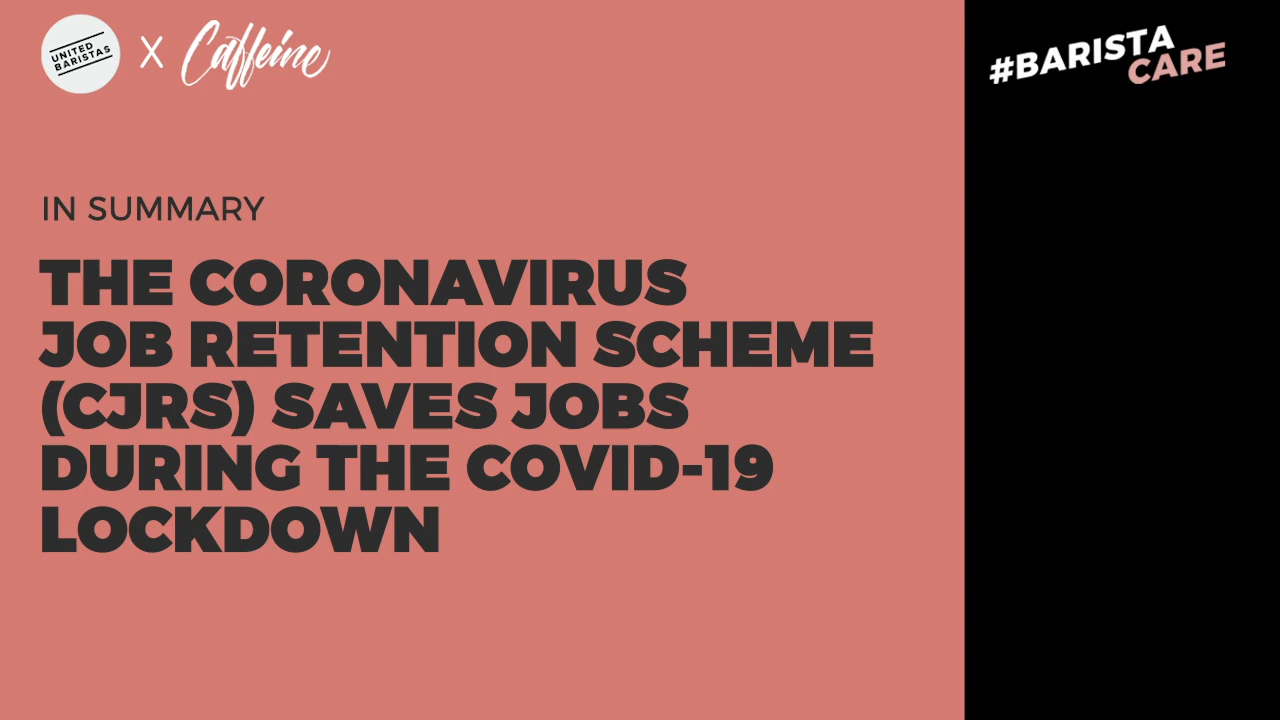 UNITED
BARISTAS
X Caffeine
#BARISTA
CARE
IN SUMMARY
THE CORONAVIRUS
JOB RETENTION SCHEME
(CJRS) SAVES JOBS
DURING THE COVID-19
LOCKDOWN